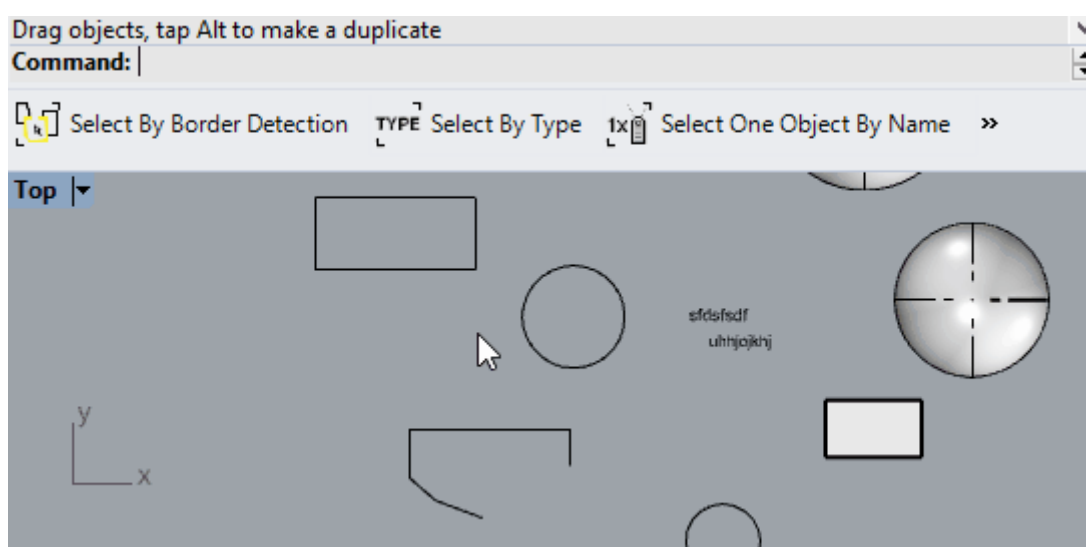 Drag objects, tap Alt to make a duplicate
Command:
Select By Border Detection TYPE Select By Type 1x Select One Object By Name »
Top
sfdsfsdf
uhhjojkhj
y
x